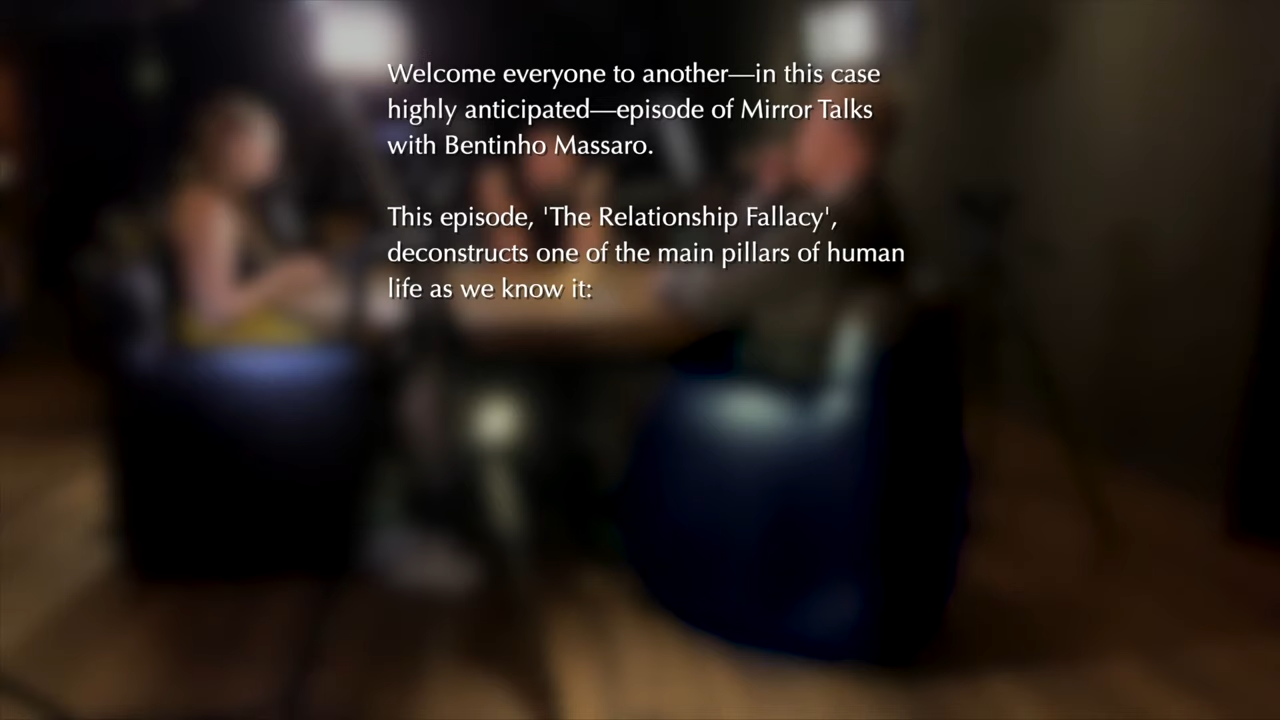 Welcome everyone to another—in this case
highly anticipated—episode of Mirror Talks
with Bentinho Massaro.
This episode, 'The Relationship Fallacy',
deconstructs one of the main pillars of human
life as we know it: